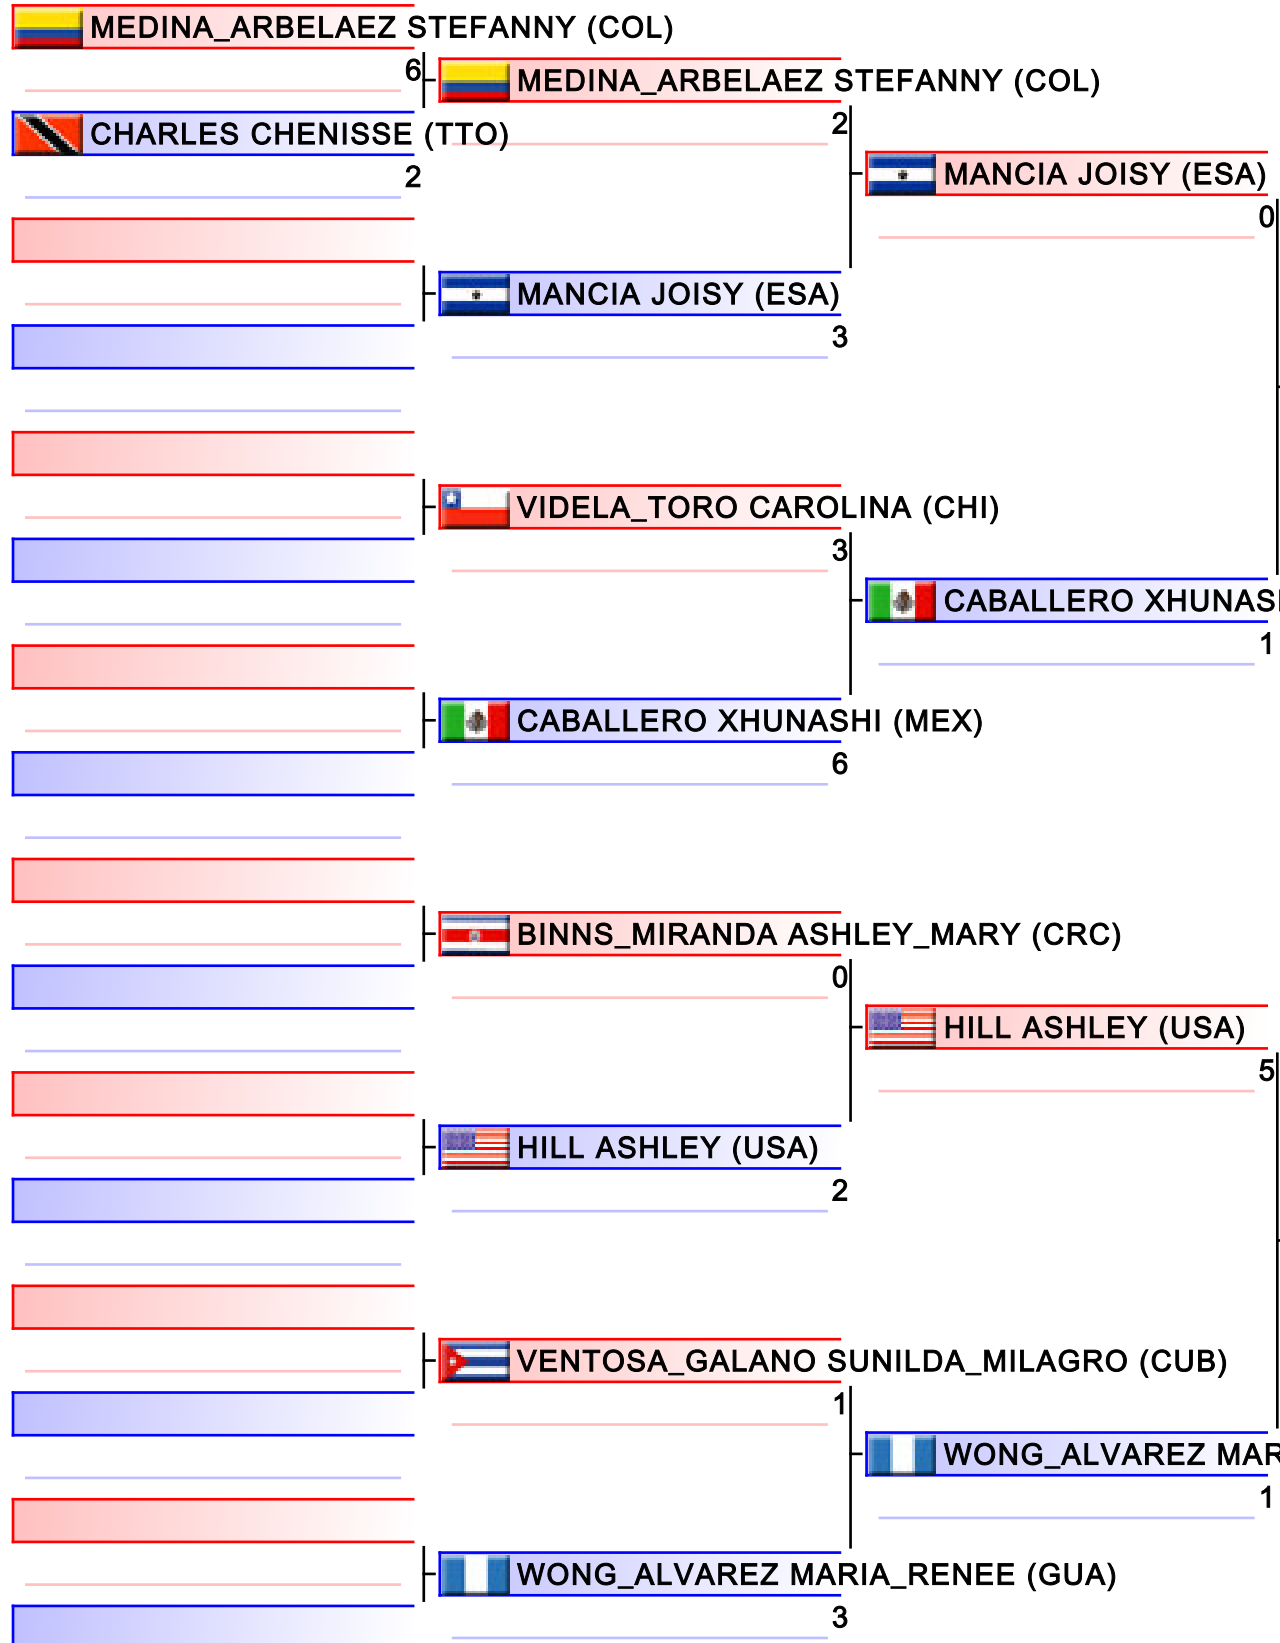 MEDINA_ARBELAEZ STEFANNY (COL)
6
CHARLES CHENISSE (TTO)
2
MEDINA_ARBELAEZ STEFANNY (COL)
2
MANCIA JOISY (ESA)
3
VIDELA_TORO CAROLINA (CHI)
3
CABALLERO XHUNASHI (MEX)
6
BINNS_MIRANDA ASHLEY_MARY (CRC)
0
HILL ASHLEY (USA)
2
VENTOSA_GALANO SUNILDA_MILAGRO (CUB)
1
WONG_ALVAREZ MARIA_RENEE (GUA)
3
MANCIA JOISY (ESA)
0
CABALLERO
1
HILL ASHLEY (USA)
5
WONG_ALVAREZ MAR
1